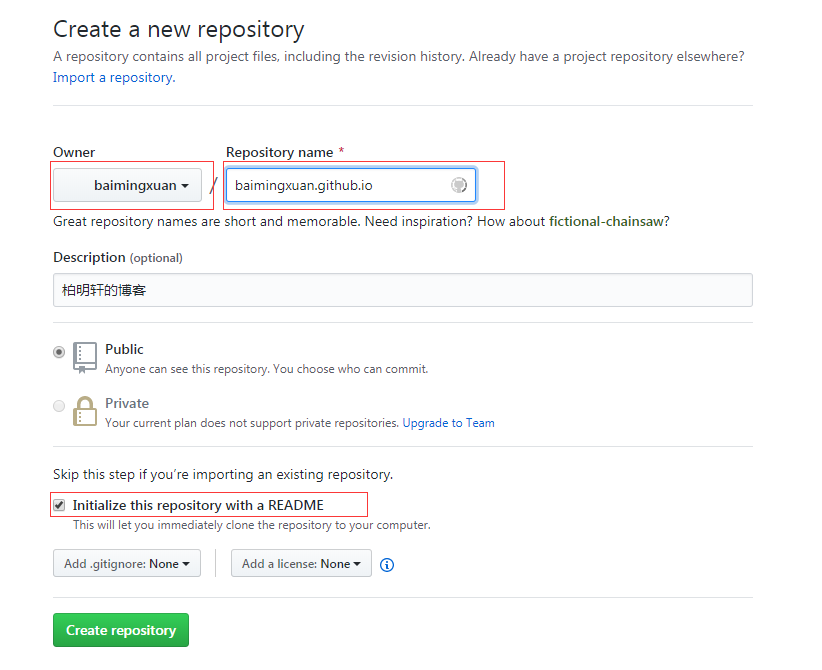 Create a new repository
A repository contains all project files, including the revision history. Already have a project repository elsewhere?
Import a repository.
Owner
Repository name *
baimingxuan
/
baimingxuan.github.io
Great repository names are short and memorable. Need inspiration? How about fictional-chainsaw?
Description (optional)
柏明轩的博客
Public
Anyone can see this repository. You choose who can commit.
Private
Your current plan does not support private repositories. Upgrade to Team
Skip this step if you’re importing an existing repository.
Initialize this repository with a README
This will let you immediately clone the repository to your computer.
Add .gitignore: None
Add a license: None
Create repository